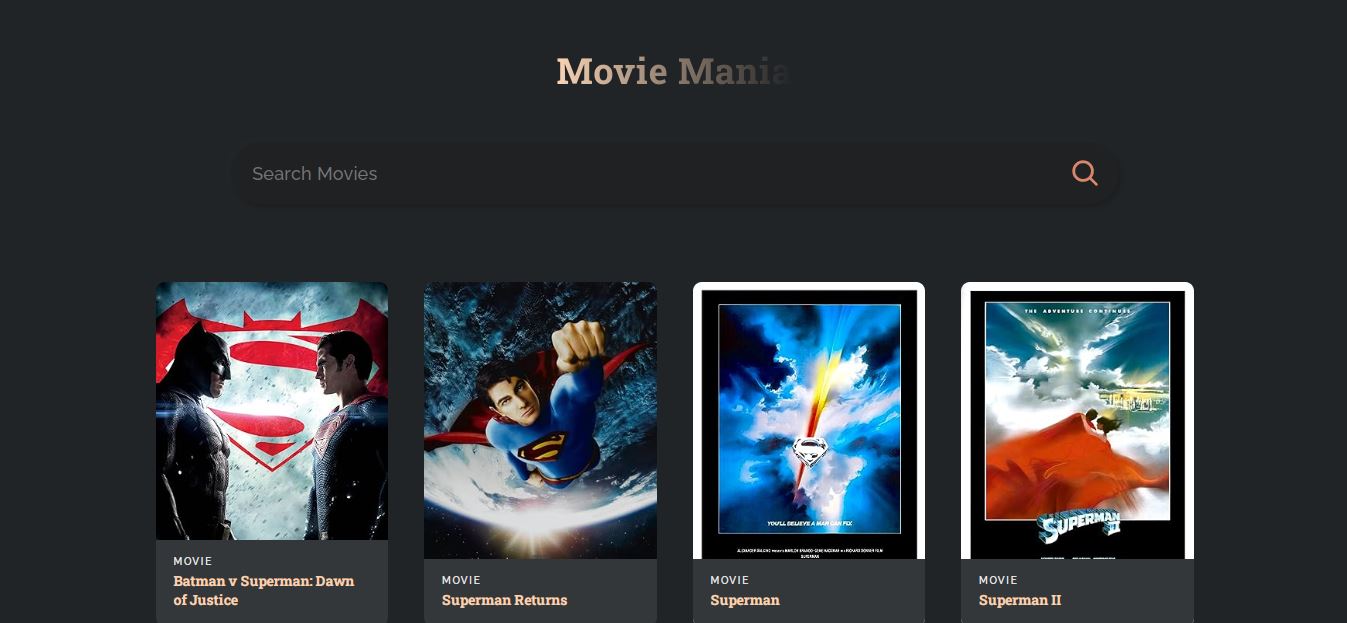 Movie Mania
Search Movies
THE ADVENTURE CONTINUES
YOU'LL BELIEVE A MAN CAN FLY.
SUPERMAN
SUPERMAN II
MOVIE
Batman v Superman: Dawn
of Justice
MOVIE
Superman Returns
MOVIE
Superman
MOVIE
Superman II